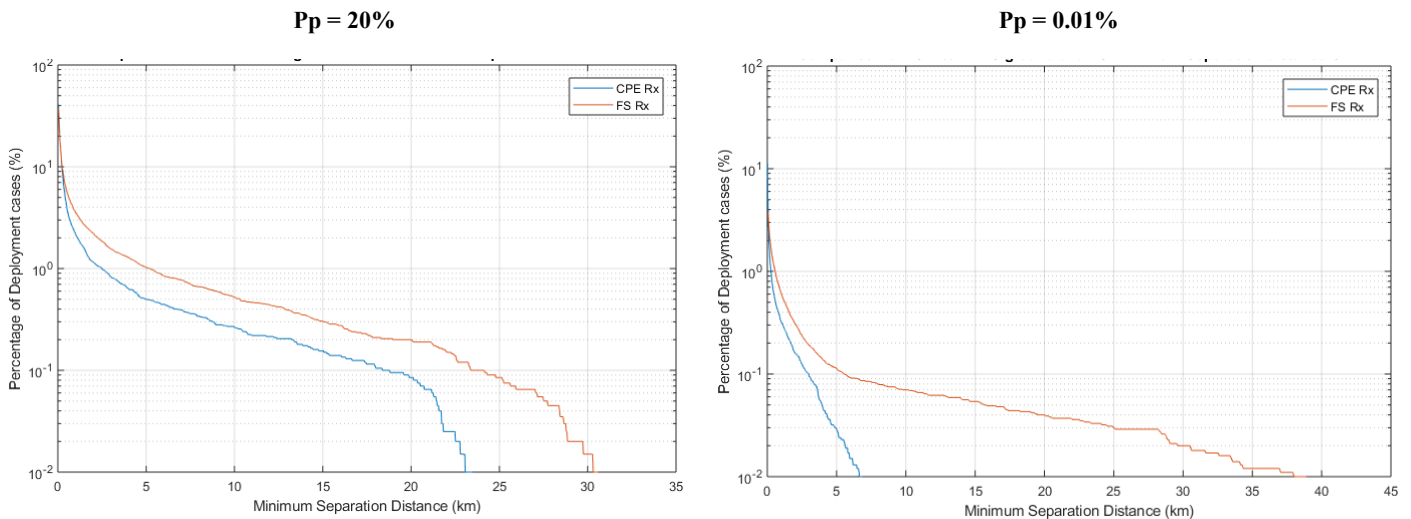 Pp = 20%
Pp = 0.01%
10^2
10^1
10^0
10^-1
10^-2
Percentage of Deployment cases (%)
CPE Rx
FS Rx
0 5 10 15 20 25 30 35
Minimum Separation Distance (km)
10^2
10^1
10^0
10^-1
10^-2
Percentage of Deployment cases (%)
CPE Rx
FS Rx
0 5 10 15 20 25 30 35 40 45
Minimum Separation Distance (km)